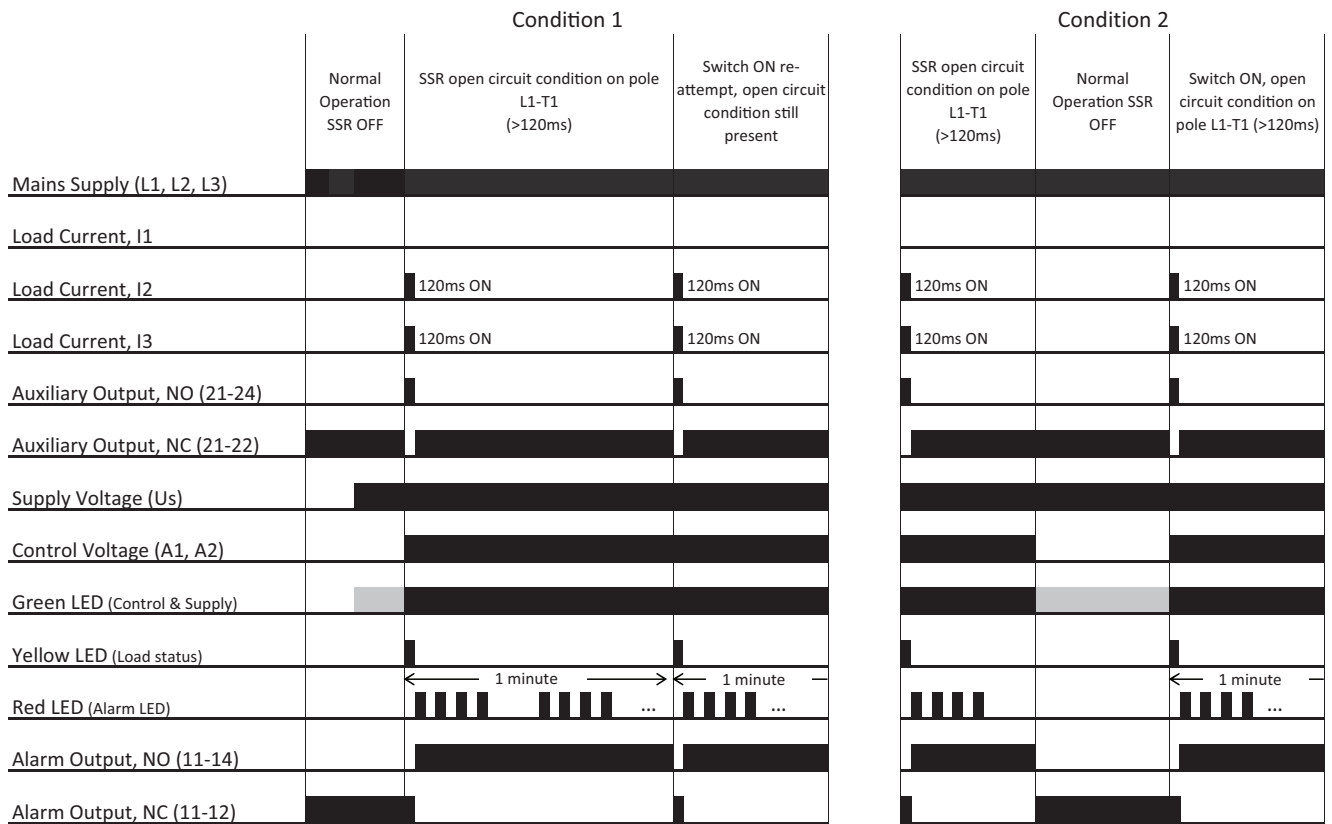 Condition 1
Condition 2
Normal
Operation
SSR OFF
SSR open circuit condition on pole
L1-T1
(>120ms)
Switch ON re-
attempt, open circuit
condition still
present
SSR open circuit
condition on pole
L1-T1
(>120ms)
Normal
Operation SSR
OFF
Switch ON, open
circuit condition on
pole L1-T1 (>120ms)
Mains Supply (L1, L2, L3)
Load Current, I1
Load Current, I2
120ms ON
120ms ON
120ms ON
120ms ON
Load Current, I3
120ms ON
120ms ON
120ms ON
120ms ON
Auxiliary Output, NO (21-24)
Auxiliary Output, NC (21-22)
Supply Voltage (Us)
Control Voltage (A1, A2)
Green LED (Control & Supply)
Yellow LED (Load status)
1 minute
1 minute
1 minute
Red LED (Alarm LED)
...
...
...
Alarm Output, NO (11-14)
Alarm Output, NC (11-12)